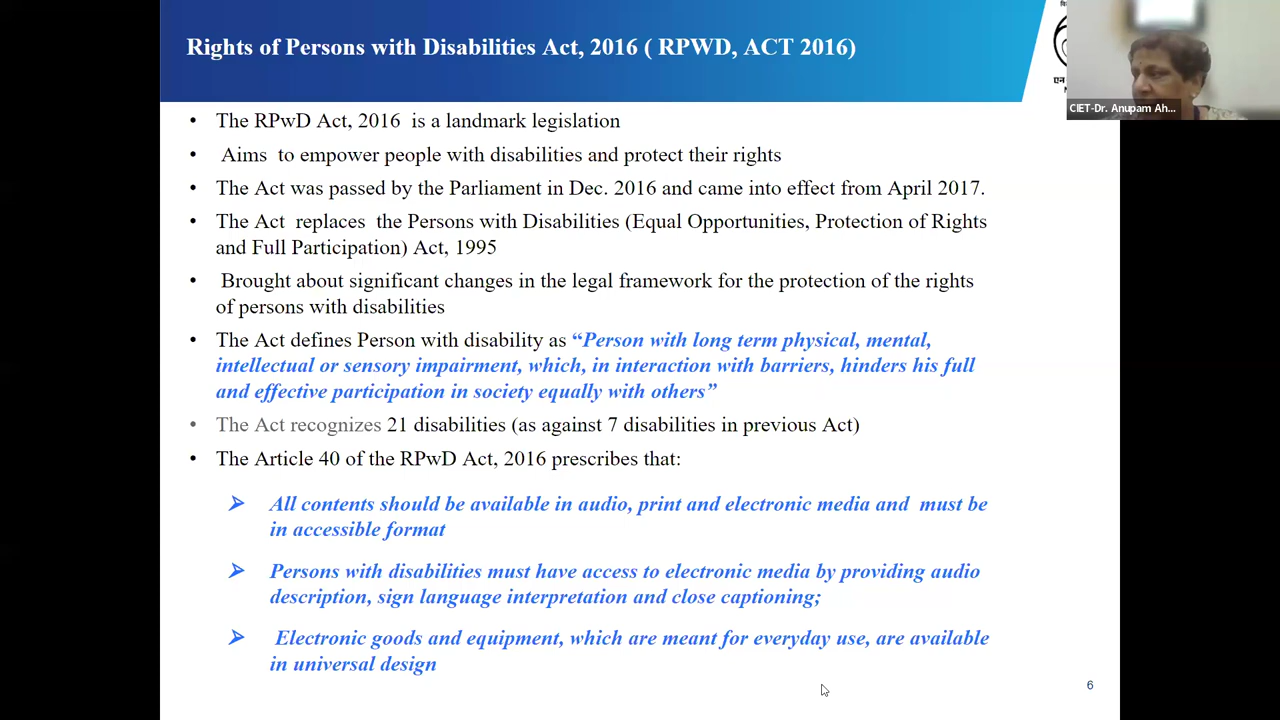 Rights of Persons with Disabilities Act, 2016 ( RPWD, ACT 2016)
CIET-Dr. Anupam Ah...
• The RPwD Act, 2016 is a landmark legislation
• Aims to empower people with disabilities and protect their rights
• The Act was passed by the Parliament in Dec. 2016 and came into effect from April 2017.
• The Act replaces the Persons with Disabilities (Equal Opportunities, Protection of Rights
and Full Participation) Act, 1995
• Brought about significant changes in the legal framework for the protection of the rights
of persons with disabilities
• The Act defines Person with disability as “Person with long term physical, mental,
intellectual or sensory impairment, which, in interaction with barriers, hinders his full
and effective participation in society equally with others”
• The Act recognizes 21 disabilities (as against 7 disabilities in previous Act)
• The Article 40 of the RPwD Act, 2016 prescribes that:
➢ All contents should be available in audio, print and electronic media and must be
in accessible format
➢ Persons with disabilities must have access to electronic media by providing audio
description, sign language interpretation and close captioning;
➢ Electronic goods and equipment, which are meant for everyday use, are available
in universal design
6